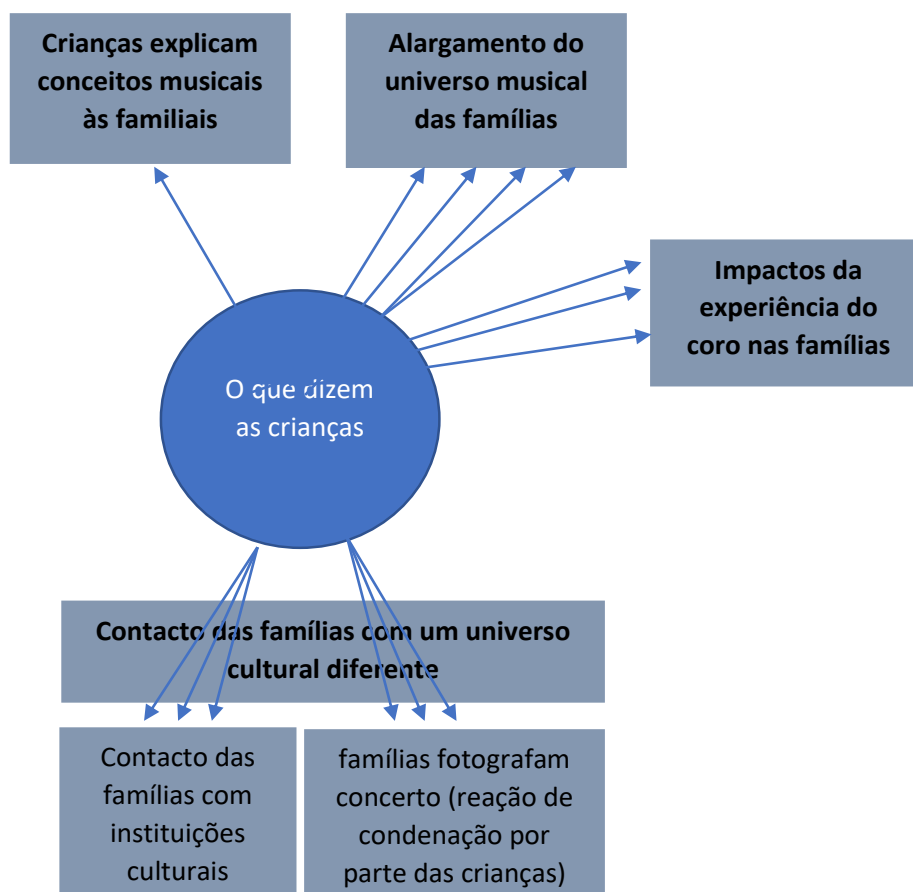 Crianças explicam
conceitos musicais
às familiais
Alargamento do
universo musical
das famílias
Impactos da
experiência do
coro nas famílias
O que dizem
as crianças
Contacto das famílias com um universo
cultural diferente
Contacto das
famílias com
instituições
culturais
famílias fotografam
concerto (reação de
condenação por
parte das crianças)